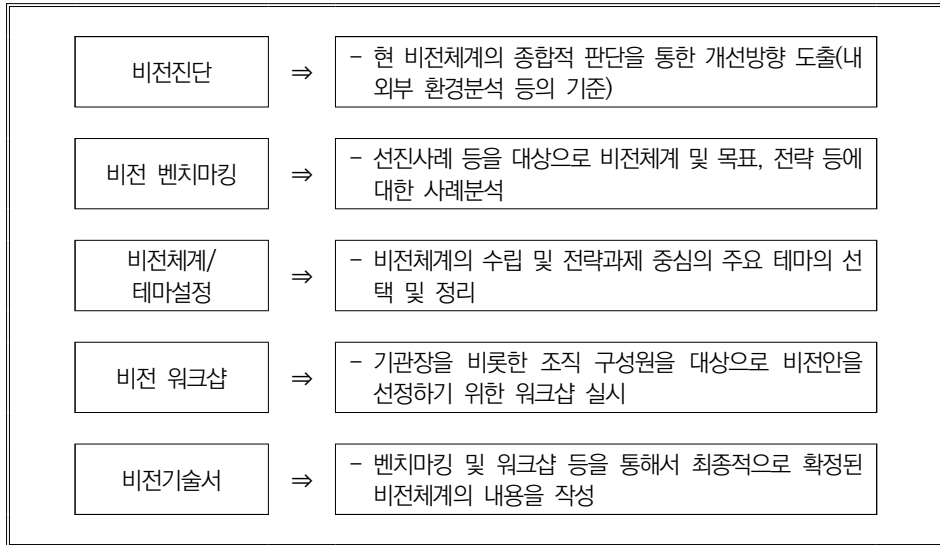 비전진단
⇒
- 현 비전체계의 종합적 판단을 통한 개선방향 도출(내
외부 환경분석 등의 기준)
비전 벤치마킹
⇒
- 선진사례 등을 대상으로 비전체계 및 목표, 전략 등에
대한 사례분석
비전체계/
테마설정
⇒
- 비전체계의 수립 및 전략과제 중심의 주요 테마의 선
택 및 정리
비전 워크샵
⇒
- 기관장을 비롯한 조직 구성원을 대상으로 비전안을
선정하기 위한 워크샵 실시
비전기술서
⇒
- 벤치마킹 및 워크샵 등을 통해서 최종적으로 확정된
비전체계의 내용을 작성